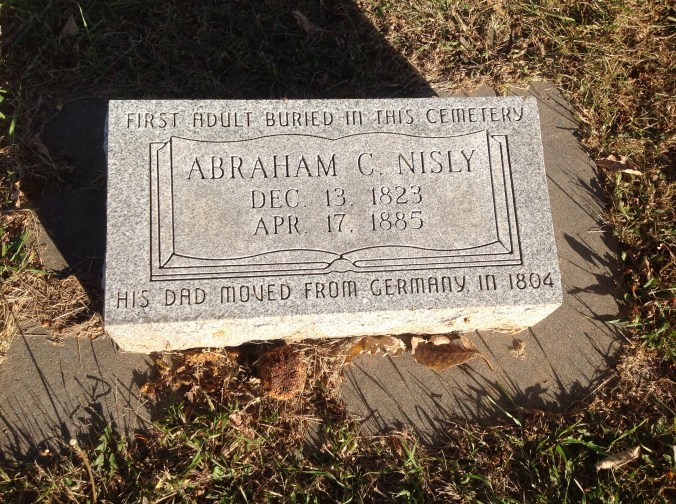 FIRST ADULT BURIED IN THIS CEMETERY
ABRAHAM C. NISLY
DEC. 13. 1823
APR. 17. 1885
HIS DAD MOVED FROM GERMANY IN 1804